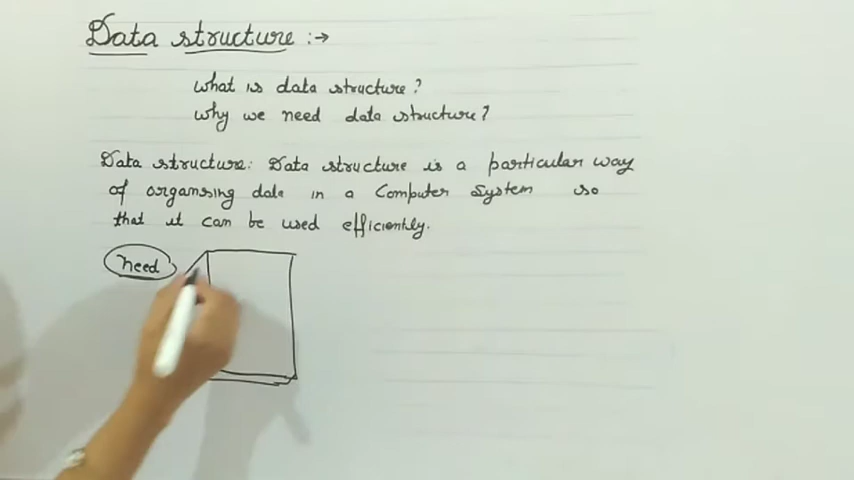 Data structure :→
What is data structure?
Why we need data structure?
Data structure: Data structure is a particular way
of organising data in a Computer System so
that it can be used efficiently.
need